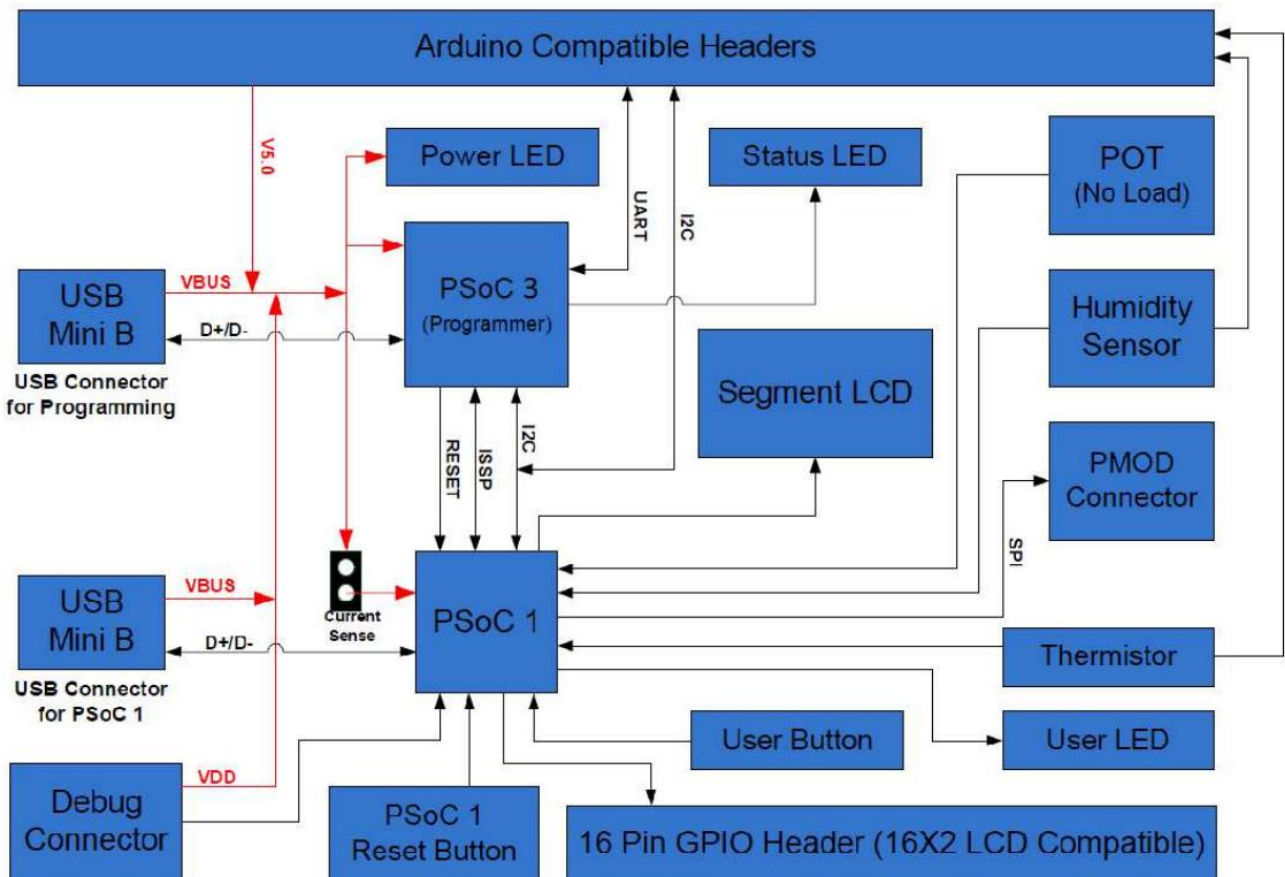 Arduino Compatible Headers
V5.0
Power LED
Status LED
POT
(No Load)
UART
I2C
USB
Mini B
VBUS
D+/D-
USB Connector
for Programming
PSoC 3
(Programmer)
Humidity
Sensor
Segment LCD
RESET
ISSP
I2C
PMOD
Connector
SPI
USB
Mini B
VBUS
D+/D-
USB Connector
for PSoC 1
Current
Sense
PSoC 1
Thermistor
User Button
User LED
Debug
Connector
VDD
PSoC 1
Reset Button
16 Pin GPIO Header (16X2 LCD Compatible)